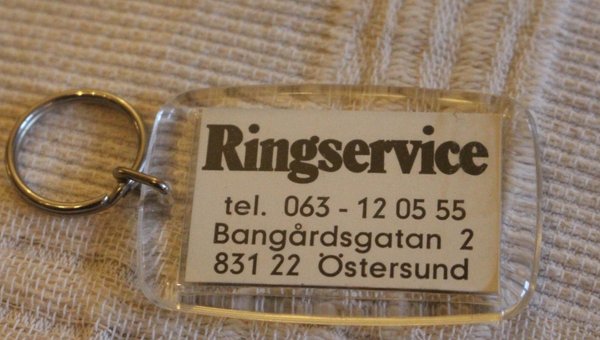 Ringservice
tel. 063 - 12 05 55
Bangårdsgatan 2
831 22 Östersund